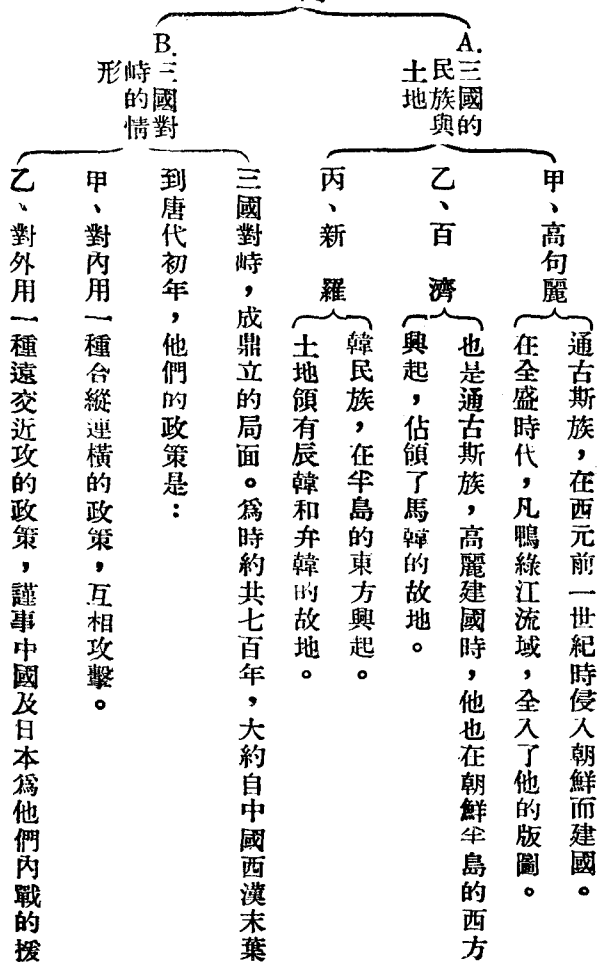 A.三國的
民族與
土地
甲、高句麗
通古斯族，在西元前一世紀時侵入朝鮮而建國。
在全盛時代，凡鴨綠江流域，全入了他的版圖。
乙、百濟
也是通古斯族，高麗建國時，他也在朝鮮半島的西方
興起，佔領了馬韓的故地。
丙、新羅
韓民族，在半島的東方興起。
土地領有辰韓和弁韓的故地。
B.三國對
峙的情
形
三國對峙，成鼎立的局面。爲時約共七百年，大約自中國西漢末葉
到唐代初年，他們的政策是：
甲、對內用一種合縱連橫的政策，互相攻擊。
乙、對外用一種遠交近攻的政策，謹事中國及日本爲他們內戰的援